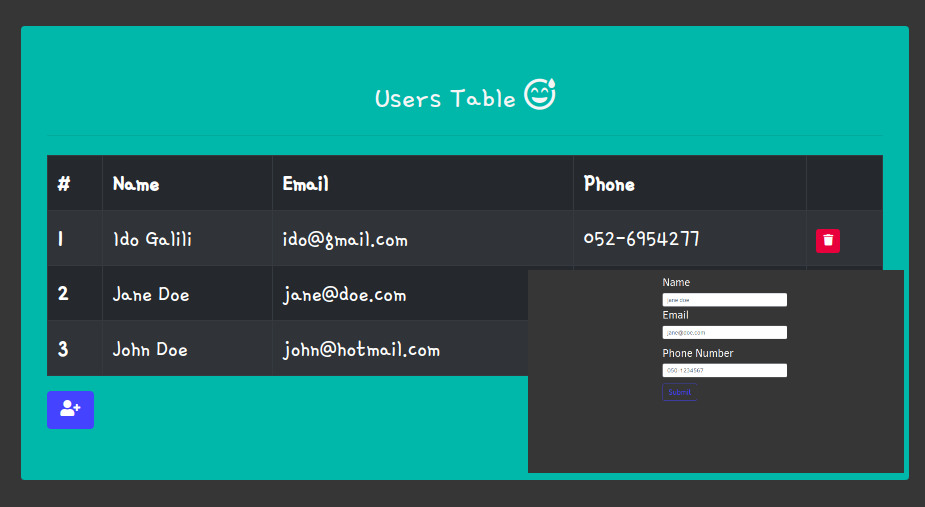 Users Table
# Name Email Phone
1 Ido Galili ido@gmail.com 052-6954277
2 Jane Doe jane@doe.com
3 John Doe john@hotmail.com
Name
jane doe
Email
jane@doe.com
Phone Number
050-1234567
Submit